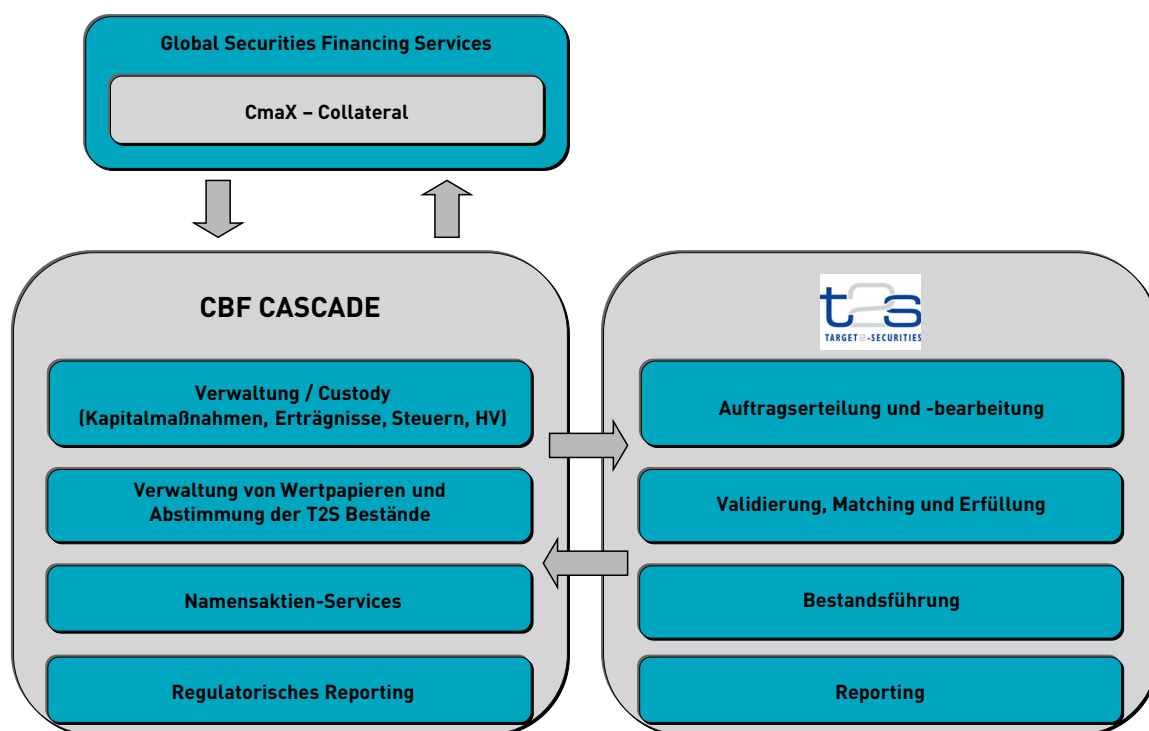 Global Securities Financing Services
CmaX – Collateral
CBF CASCADE
Verwaltung / Custody
(Kapitalmaßnahmen, Erträgnisse, Steuern, HV)
Verwaltung von Wertpapieren und
Abstimmung der T2S Bestände
Namensaktien-Services
Regulatorisches Reporting
t2s
TARGET2-SECURITIES
Auftragserteilung und -bearbeitung
Validierung, Matching und Erfüllung
Bestandsführung
Reporting